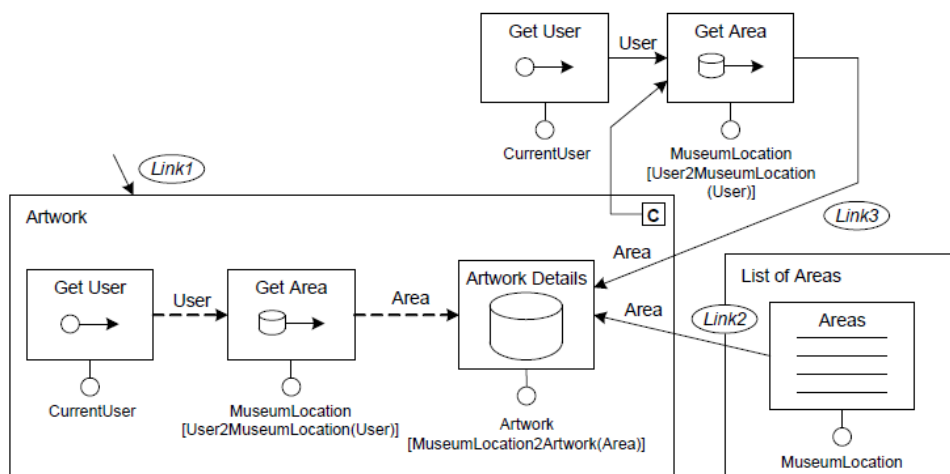 Get User
User
Get Area
CurrentUser
MuseumLocation
[User2MuseumLocation
(User)]
Link1
Artwork
C
Link3
Area
Get User
User
Get Area
Area
Artwork Details
Area
Link2
List of Areas
Areas
CurrentUser
MuseumLocation
[User2MuseumLocation(User)]
Artwork
[MuseumLocation2Artwork(Area)]
MuseumLocation